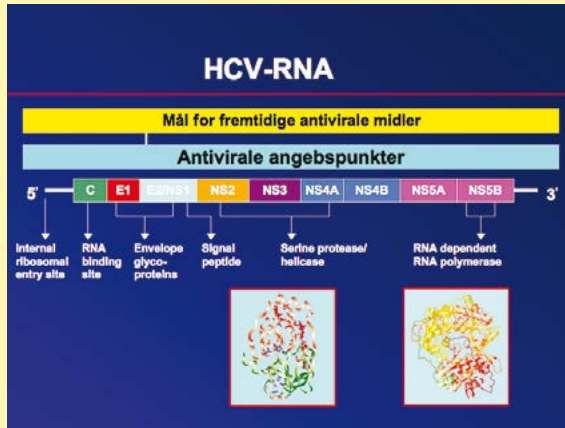 HCV-RNA
Mål for fremtidige antivirale midler
Antivirale angebspunkter
5' C E1 E2/NS1 NS2 NS3 NS4A NS4B NS5A NS5B 3'
Internal
ribosomal
entry site
RNA
binding
site
Envelope
glyco-
proteins
Signal
peptide
Serine protease/
helicase
RNA dependent
RNA polymerase